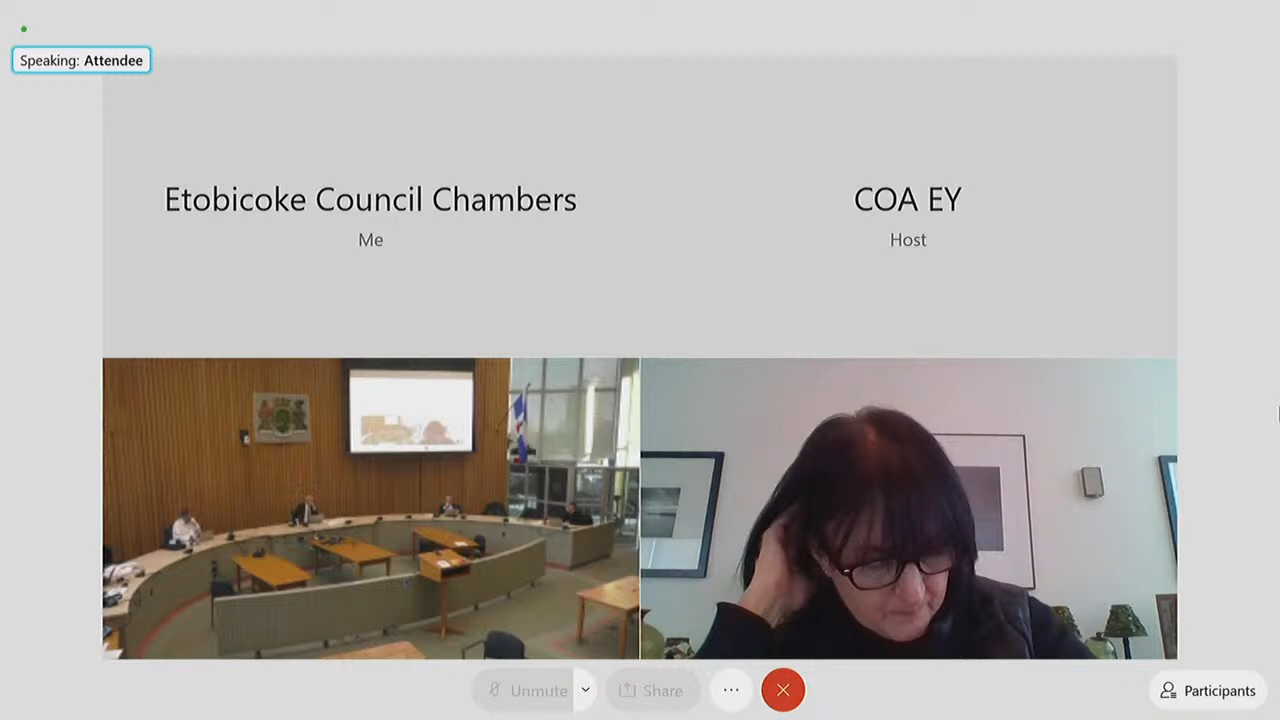 Speaking: Attendee
Etobicoke Council Chambers
Me
COA EY
Host
Unmute
Share
Participants